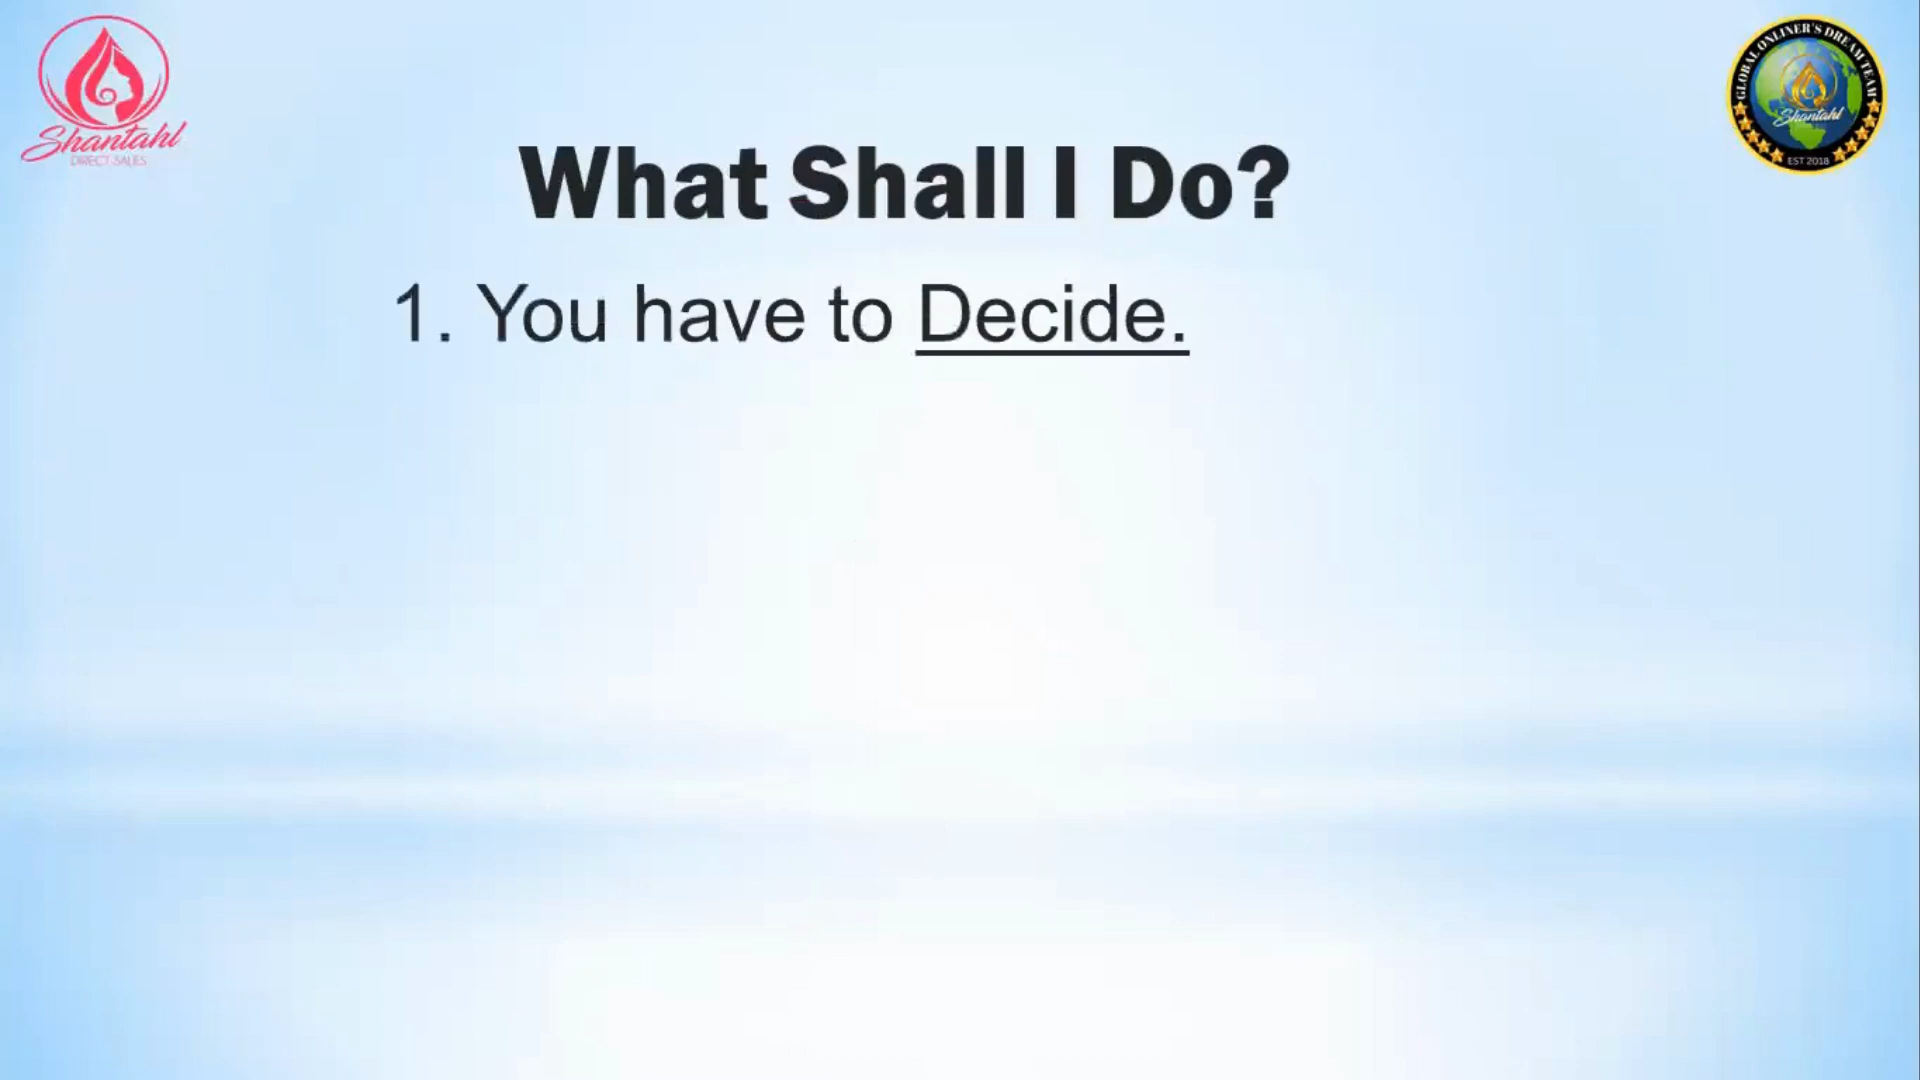 Shantahl
DIRECT SALES
GLOBAL ONLINER'S DREAM TEAM
Shantahl
EST 2018
What Shall I Do?
1. You have to Decide.